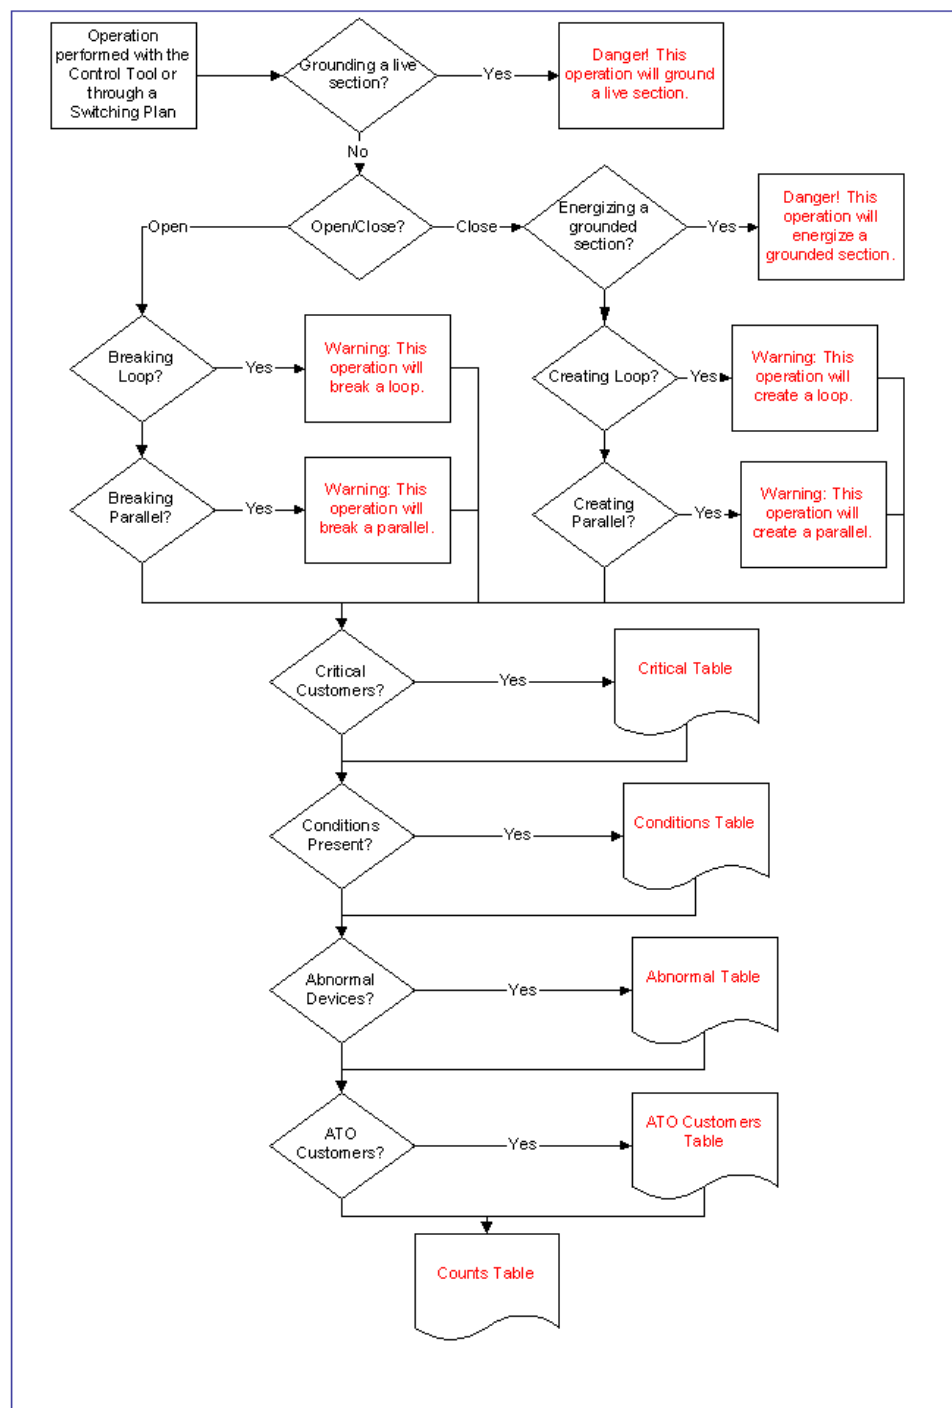 Operation
performed with the
Control Tool or
through a
Switching Plan
Grounding a live
section?
Yes
Danger! This
operation will ground
a live section.
No
Open
Open/Close?
Close
Energizing a
grounded
section?
Yes
Danger! This
operation will
energize a
grounded section.
Breaking
Loop?
Yes
Warning: This
operation will
break a loop.
Creating Loop?
Yes
Warning: This
operation will
create a loop.
Breaking
Parallel?
Yes
Warning: This
operation will
break a parallel.
Creating
Parallel?
Yes
Warning: This
operation will
create a parallel.
Critical
Customers?
Yes
Critical Table
Conditions
Present?
Yes
Conditions Table
Abnormal
Devices?
Yes
Abnormal Table
ATO
Customers?
Yes
ATO Customers
Table
Counts Table